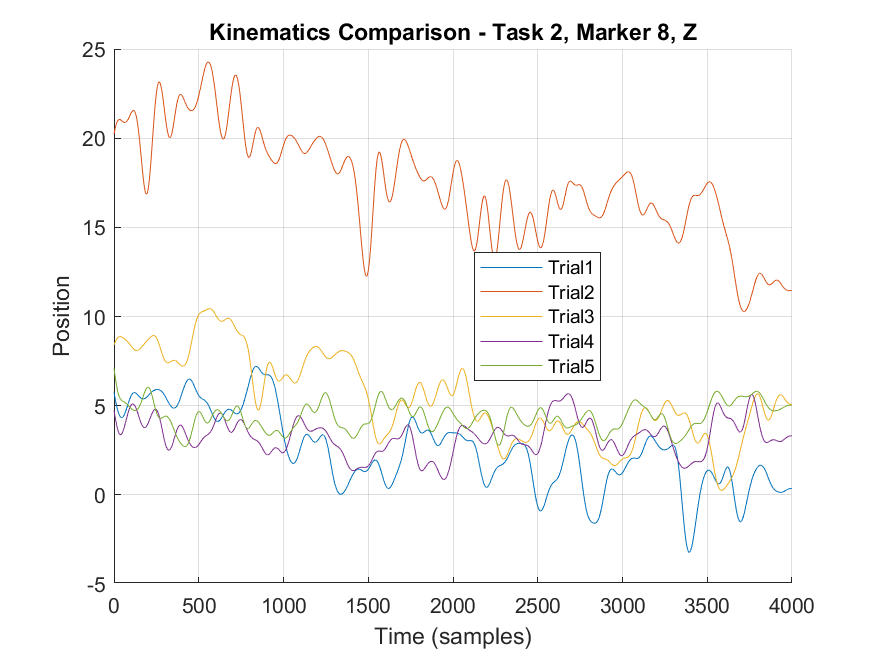 Kinematics Comparison - Task 2, Marker 8, Z
25
20
15
10
5
0
-5
Position
Trial1
Trial2
Trial3
Trial4
Trial5
0 500 1000 1500 2000 2500 3000 3500 4000
Time (samples)